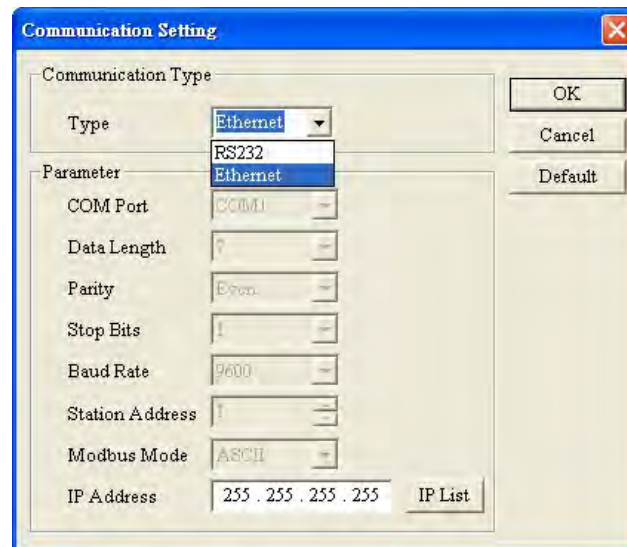 Communication Setting
Communication Type
Type Ethernet
RS232
Ethernet
OK
Cancel
Default
Parameter
COM Port COM1
Data Length 7
Parity Even
Stop Bits 1
Baud Rate 9600
Station Address 1
Modbus Mode ASCII
IP Address 255 . 255 . 255 . 255 IP List